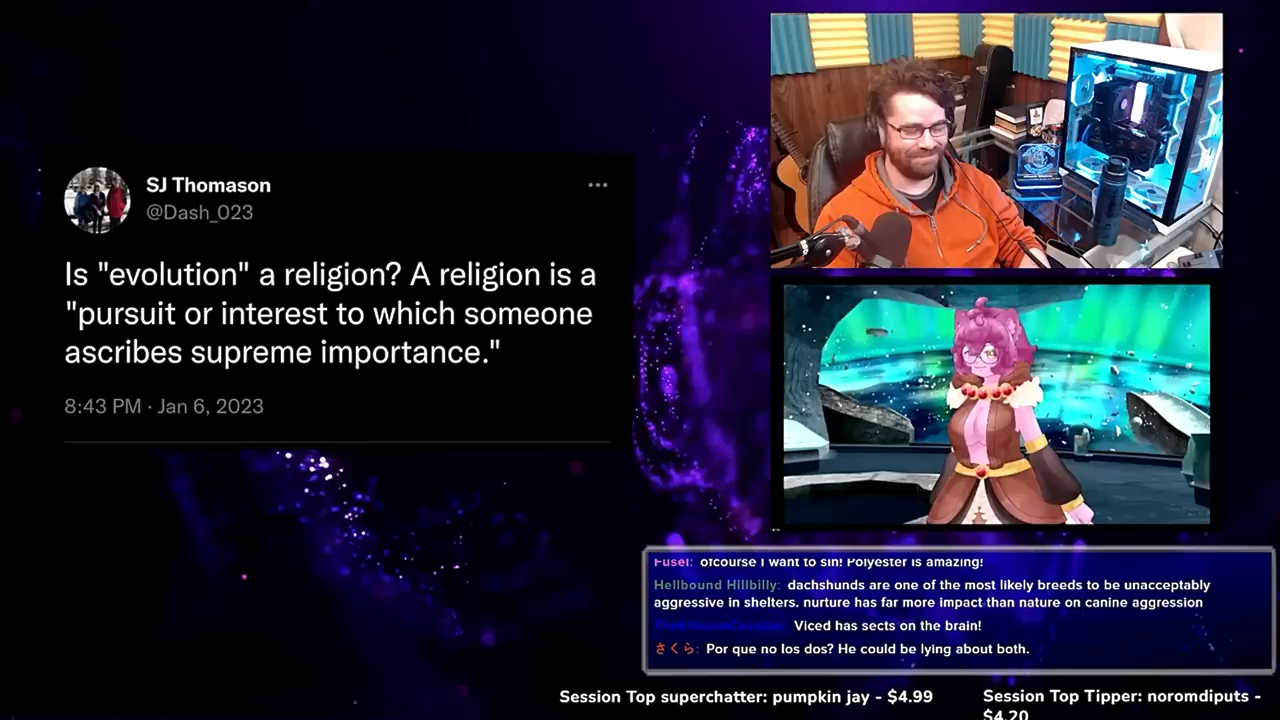 SJ Thomason
@Dash_023
Is "evolution" a religion? A religion is a
"pursuit or interest to which someone
ascribes supreme importance."
8:43 PM · Jan 6, 2023
Fusel: ofcourse I want to sin! Polyester is amazing!
Hellbound Hillbilly: dachshunds are one of the most likely breeds to be unacceptably
aggressive in shelters. nurture has far more impact than nature on canine aggression
Viced has sects on the brain!
さくら: Por que no los dos? He could be lying about both.
Session Top superchatter: pumpkin jay - $4.99
Session Top Tipper: noromdiputs -
$4.20